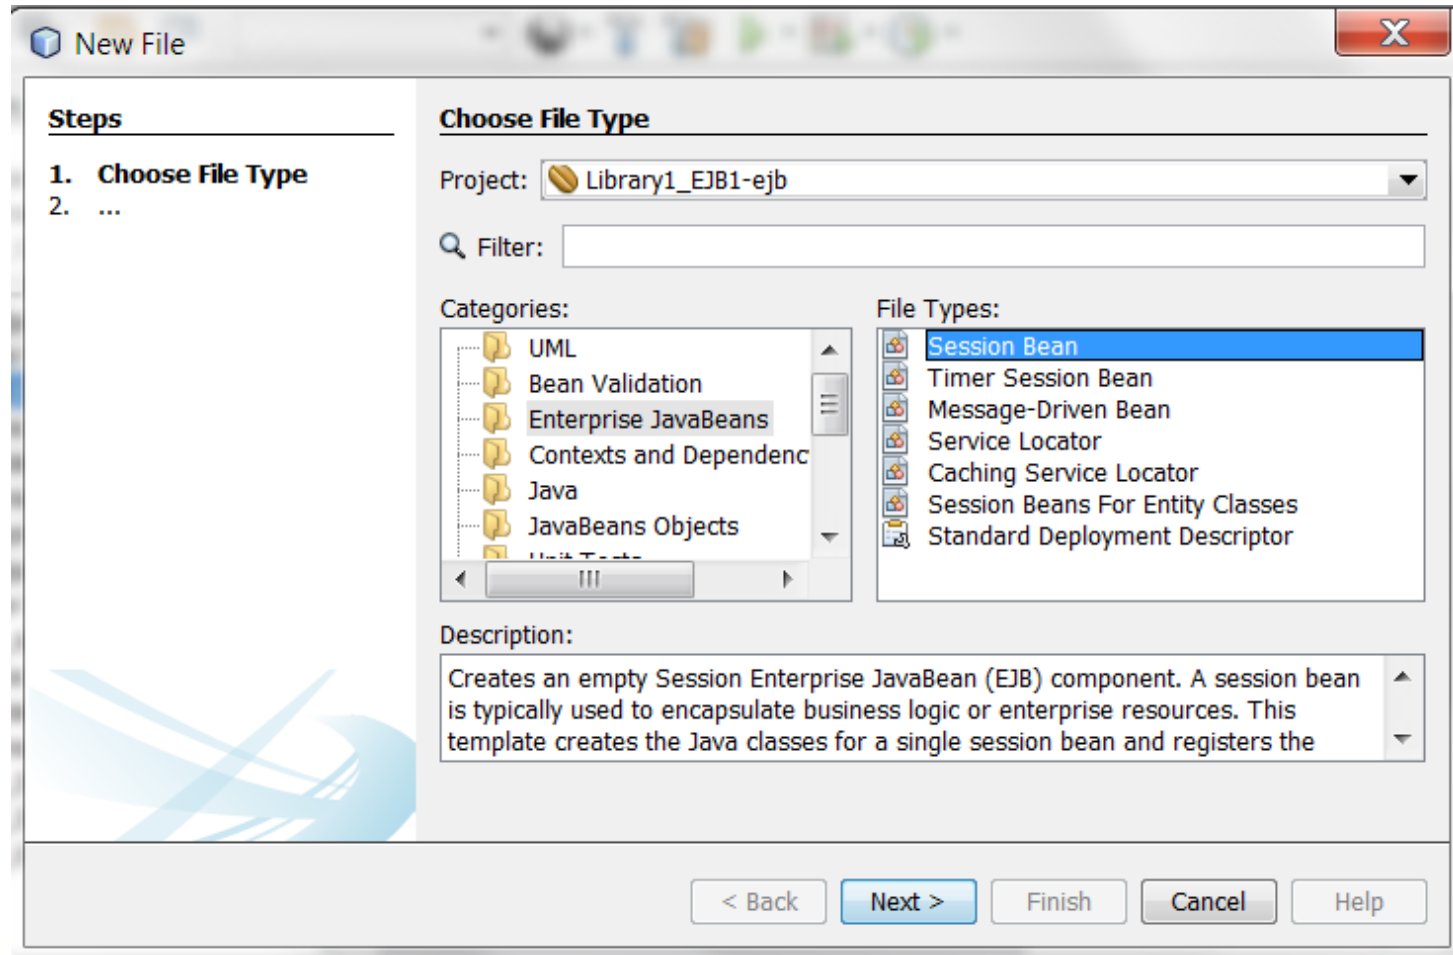 New File
Steps
1. Choose File Type
2. ...
Choose File Type
Project: Library1_EJB1-ejb
Filter:
Categories:
UML
Bean Validation
Enterprise JavaBeans
Contexts and Dependenc
Java
JavaBeans Objects
File Types:
Session Bean
Timer Session Bean
Message-Driven Bean
Service Locator
Caching Service Locator
Session Beans For Entity Classes
Standard Deployment Descriptor
Description:
Creates an empty Session Enterprise JavaBean (EJB) component. A session bean
is typically used to encapsulate business logic or enterprise resources. This
template creates the Java classes for a single session bean and registers the
< Back Next > Finish Cancel Help